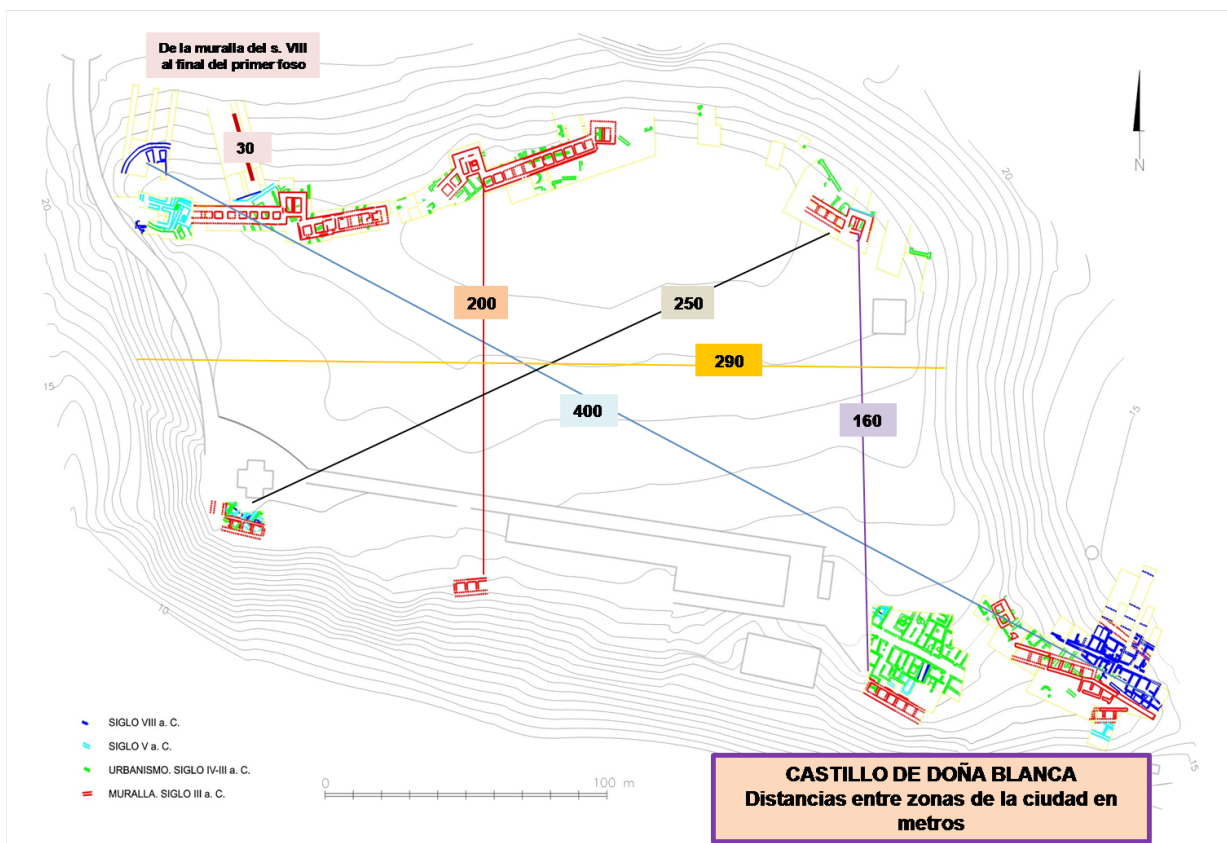 De la muralla del s. VIII
al final del primer foso
30
N
20
200
250
290
400
160
15
15
20
10
15
SIGLO VIII a. C.
SIGLO V a. C.
URBANISMO. SIGLO IV-III a. C.
MURALLA. SIGLO III a. C.
0
100 m
CASTILLO DE DOÑA BLANCA
Distancias entre zonas de la ciudad en
metros